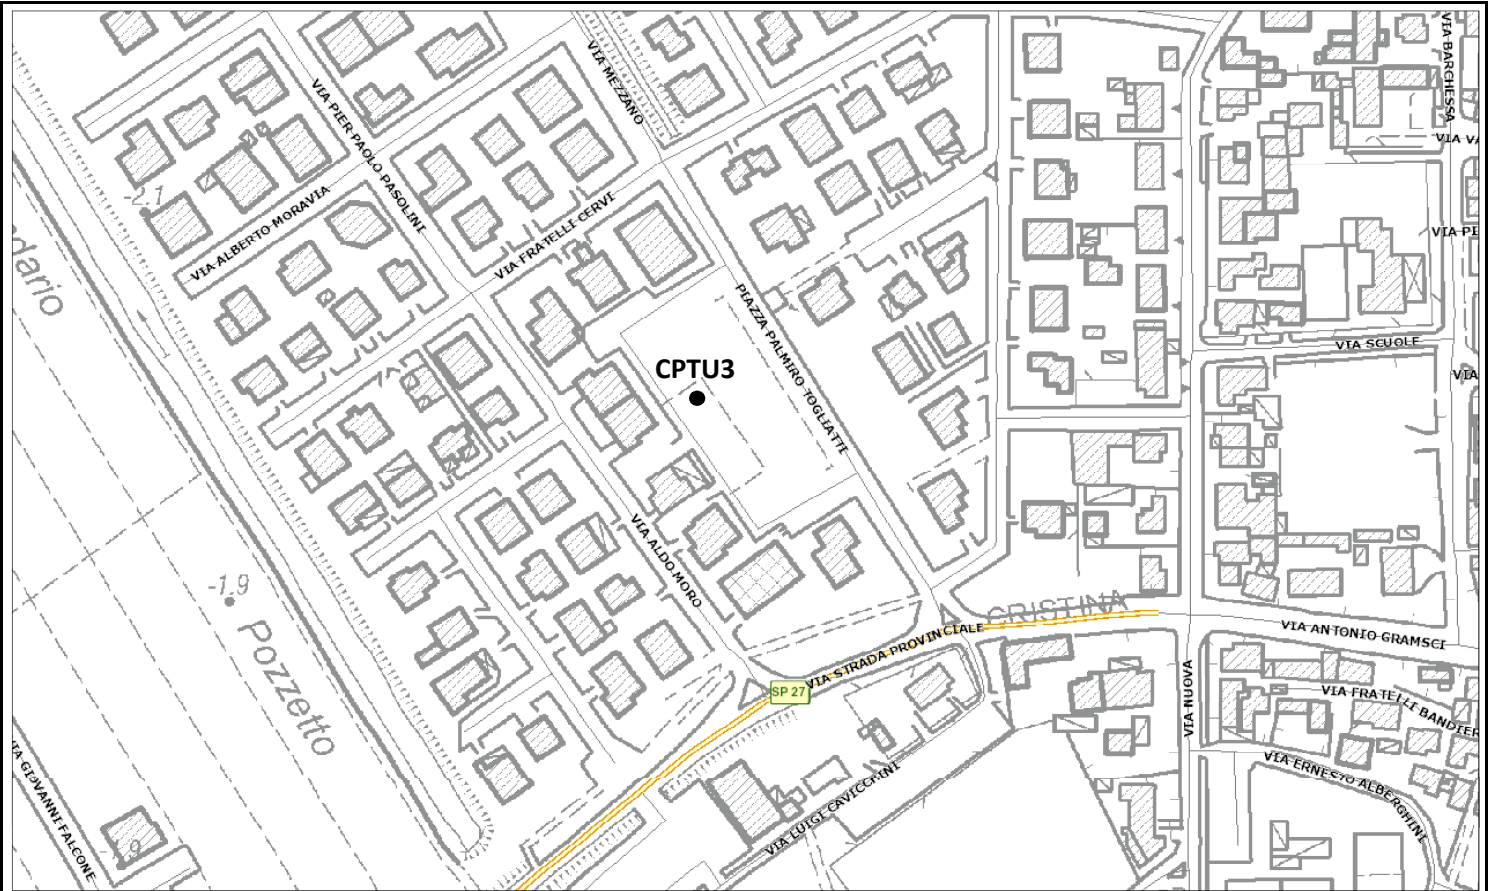 VIA MEZZANO
VIA BARCHESSA
VIA PIER PAOLO PASOLINI
-2.1
VIA ALBERTO MORAVIA
VIA FRATELLI CERVI
PIAZZA PALMIRO TOGLIATTI
VIA SCUOLE
VIA
CPTU3
VIA ALDO MORO
-1.9
Pozzetto
CRISTINA
VIA STRADA PROVINCIALE
VIA ANTONIO GRAMSCI
SP 27
VIA NUOVA
VIA FRATELLI BANDIER
VIA ERNESTO ALBERGHINI
VIA GIOVANNI FALCONE
VIA LUIGI CAVICCHINI